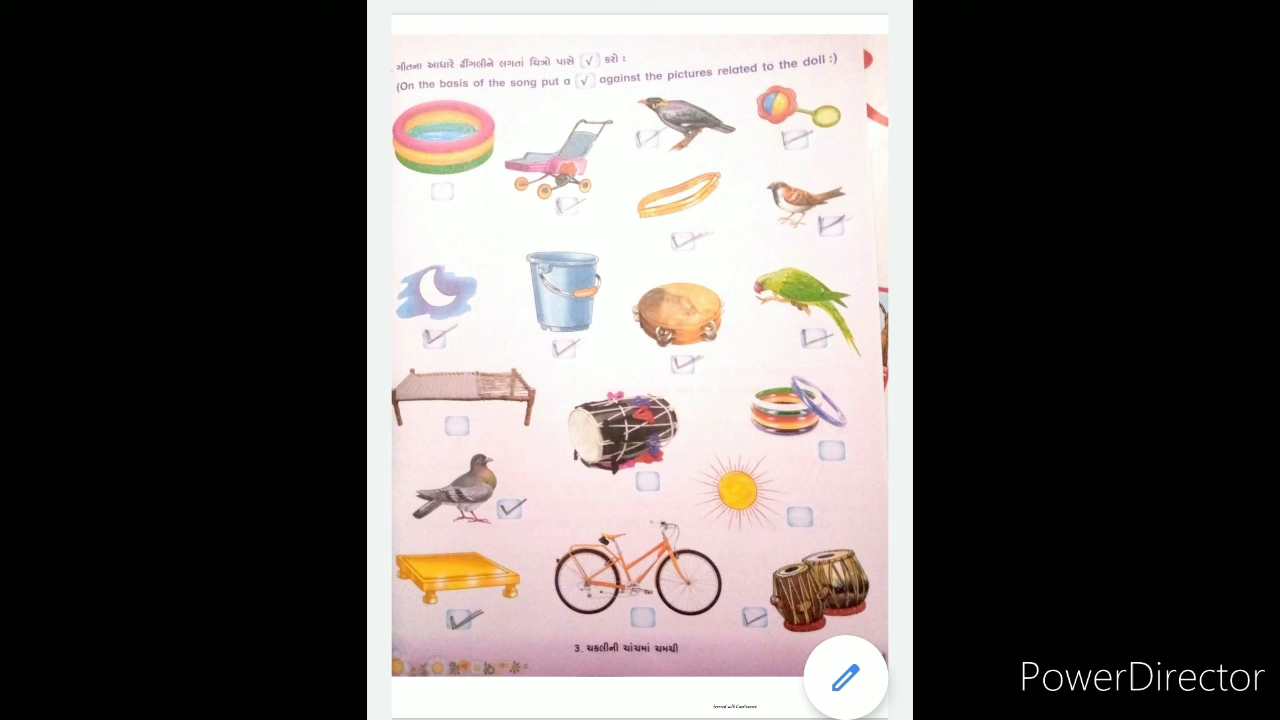 ગીતના આધારે ઢીંગલીને લગતાં ચિત્રો પાસે √ કરો :
(On the basis of the song put a √ against the pictures related to the doll :)
3. ચકલીની ચાંચમાં ચમચી
PowerDirector